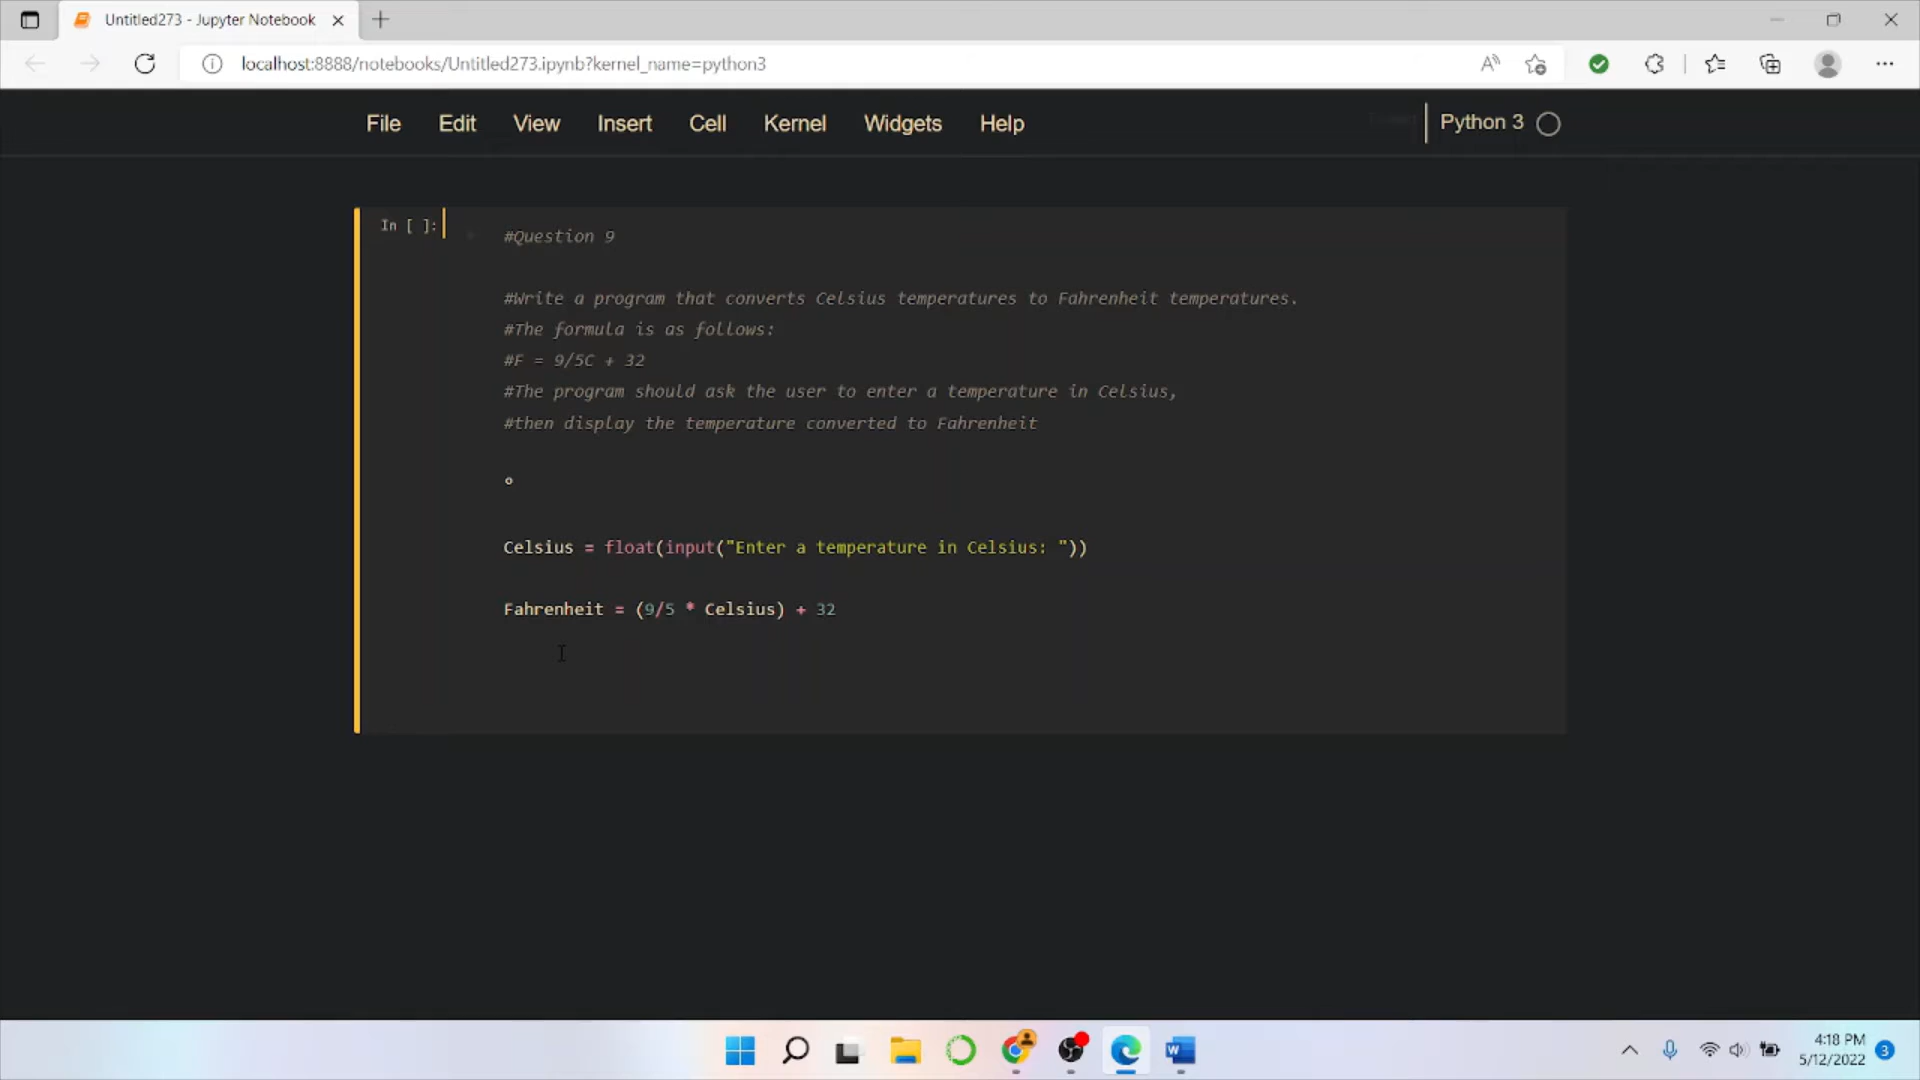 Untitled273 - Jupyter Notebook
localhost:8888/notebooks/Untitled273.ipynb?kernel_name=python3
File Edit View Insert Cell Kernel Widgets Help
Python 3
In [ ]:
#Question 9
#Write a program that converts Celsius temperatures to Fahrenheit temperatures.
#The formula is as follows:
#F = 9/5C + 32
#The program should ask the user to enter a temperature in Celsius,
#then display the temperature converted to Fahrenheit
°
Celsius = float(input("Enter a temperature in Celsius: "))
Fahrenheit = (9/5 * Celsius) + 32
4:18 PM
5/12/2022
3